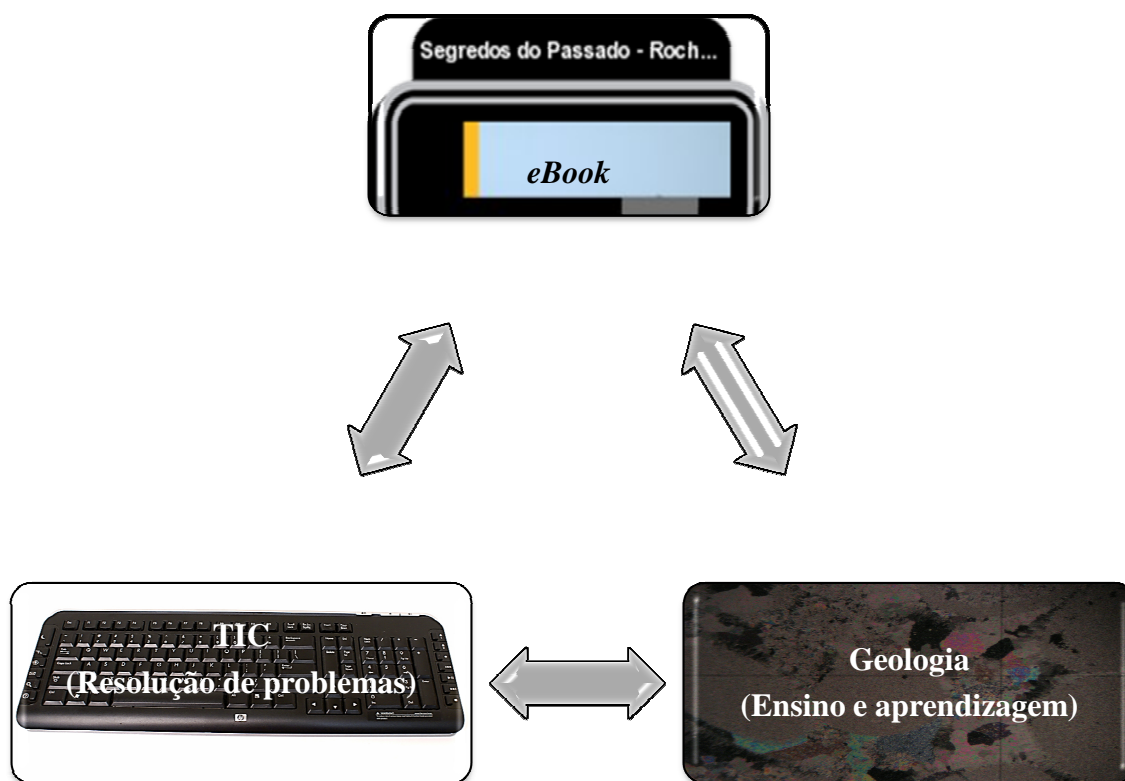 Segredos do Passado - Roch...
eBook
TIC
(Resolução de problemas)
Geologia
(Ensino e aprendizagem)